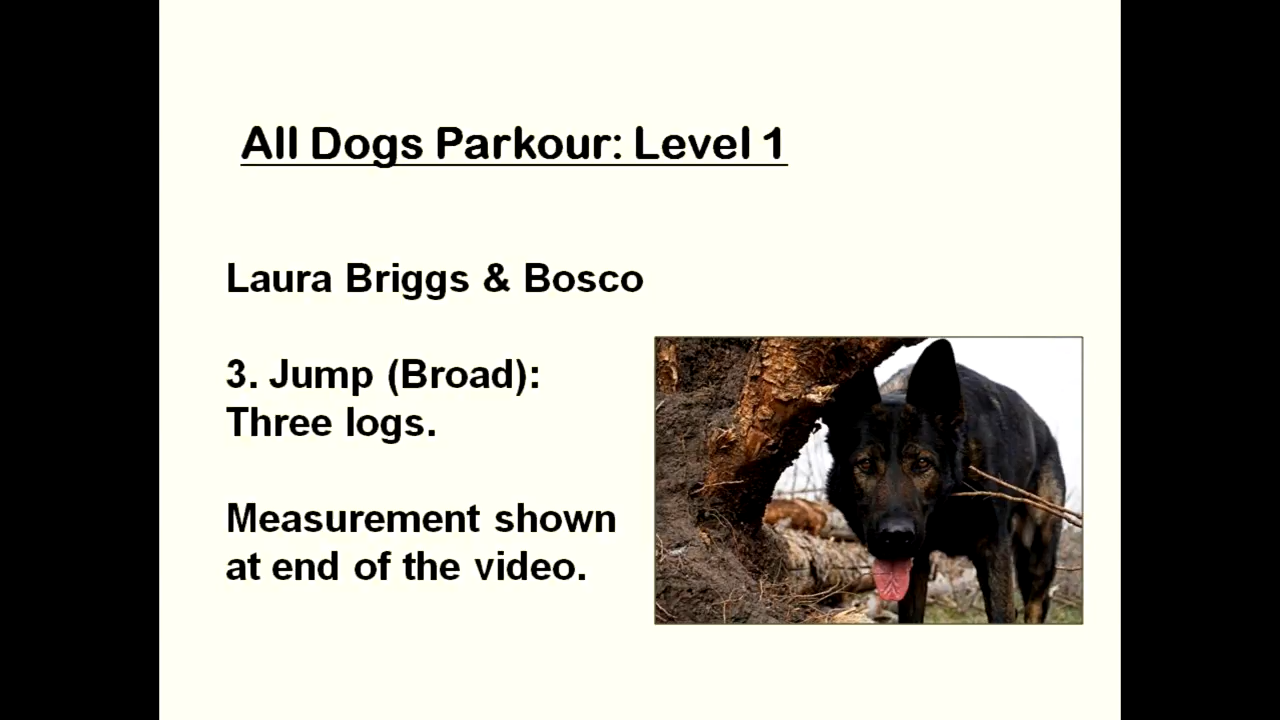 All Dogs Parkour: Level 1
Laura Briggs & Bosco
3. Jump (Broad):
Three logs.
Measurement shown
at end of the video.